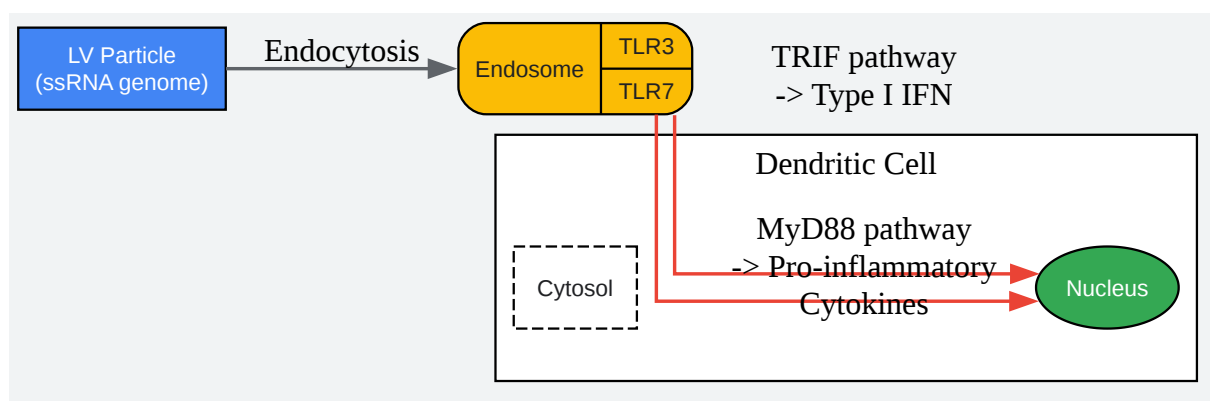 LV Particle
(ssRNA genome)
Endocytosis
Endosome
TLR3
TLR7
TRIF pathway
-> Type I IFN
Dendritic Cell
MyD88 pathway
-> Pro-inflammatory
Cytokines
Cytosol
Nucleus